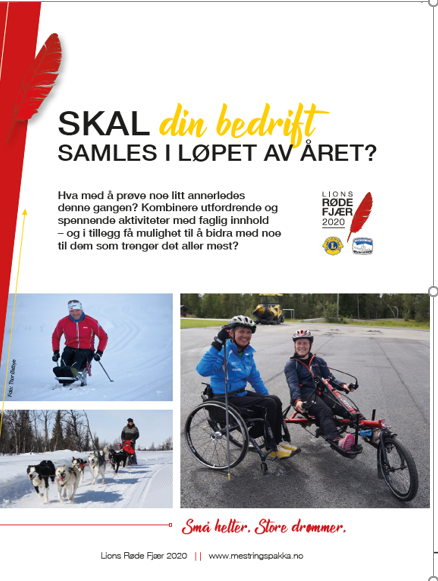 SKAL din bedrift
SAMLES I LØPET AV ÅRET?
Hva med å prøve noe litt annerledes
denne gangen? Kombinere utfordrende og
spennende aktiviteter med faglig innhold
– og i tillegg få mulighet til å bidra med noe
til dem som trenger det aller mest?
LIONS
RØDE
FJÆR
2020
Små helter. Store drømmer.
Lions Røde Fjær 2020 || www.mestringspakka.no